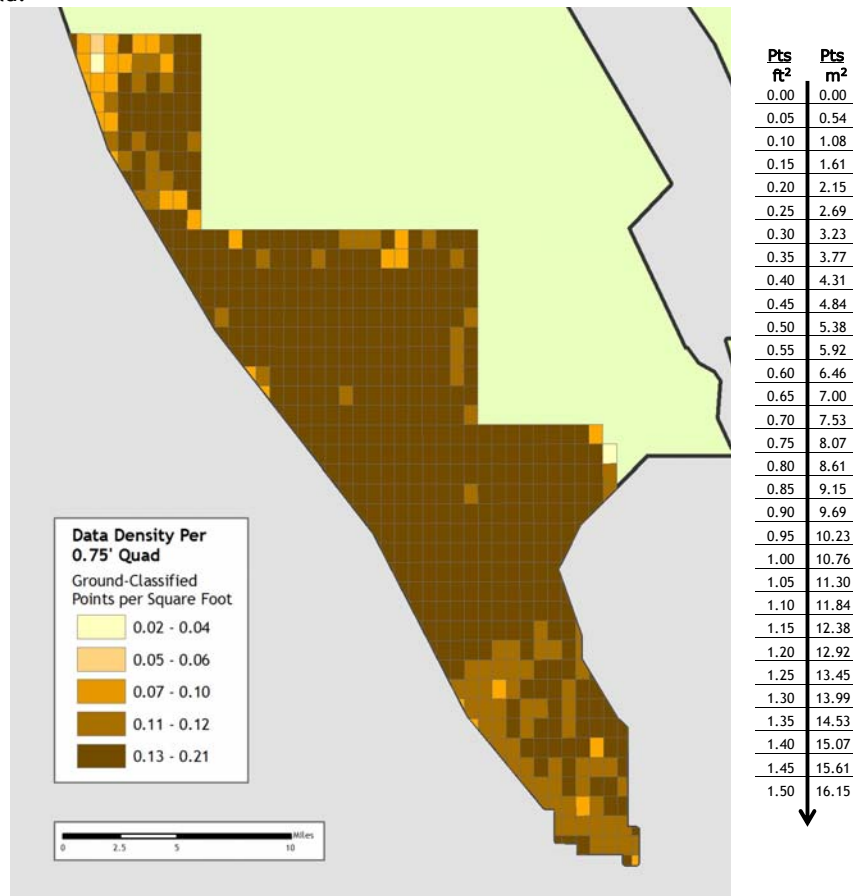 Pts Pts
ft² m²
0.00 0.00
0.05 0.54
0.10 1.08
0.15 1.61
0.20 2.15
0.25 2.69
0.30 3.23
0.35 3.77
0.40 4.31
0.45 4.84
0.50 5.38
0.55 5.92
0.60 6.46
0.65 7.00
0.70 7.53
0.75 8.07
0.80 8.61
0.85 9.15
0.90 9.69
0.95 10.23
1.00 10.76
1.05 11.30
1.10 11.84
1.15 12.38
1.20 12.92
1.25 13.45
1.30 13.99
1.35 14.53
1.40 15.07
1.45 15.61
1.50 16.15
Data Density Per
0.75' Quad
Ground-Classified
Points per Square Foot
0.02 - 0.04
0.05 - 0.06
0.07 - 0.10
0.11 - 0.12
0.13 - 0.21
Miles
0 2.5 5 10